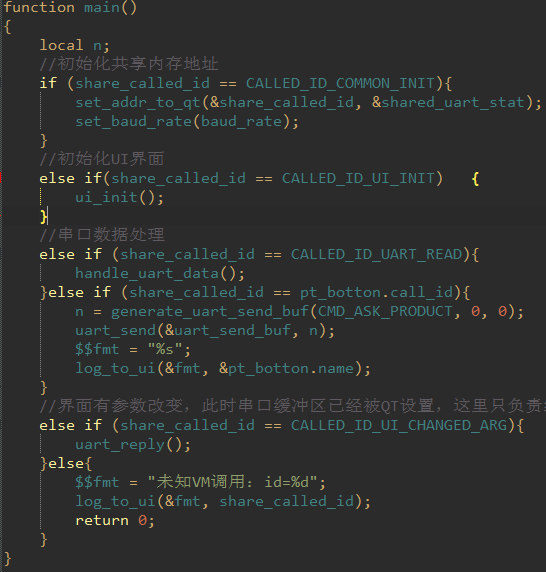 function main()
{
local n;
//初始化共享内存地址
if (share_called_id == CALLED_ID_COMMON_INIT){
set_addr_to_qt(&share_called_id, &shared_uart_stat);
set_baud_rate(baud_rate);
}
//初始化UI界面
else if(share_called_id == CALLED_ID_UI_INIT) {
ui_init();
}
//串口数据处理
else if (share_called_id == CALLED_ID_UART_READ){
handle_uart_data();
}else if (share_called_id == pt_botton.call_id){
n = generate_uart_send_buf(CMD_ASK_PRODUCT, 0, 0);
uart_send(&uart_send_buf, n);
$$fmt = "%s";
log_to_ui(&fmt, &pt_botton.name);
}
//界面有参数改变，此时串口缓冲区已经被QT设置，这里只负责
else if (share_called_id == CALLED_ID_UI_CHANGED_ARG){
uart_reply();
}else{
$$fmt = "未知VM调用：id=%d";
log_to_ui(&fmt, share_called_id);
return 0;
}
}